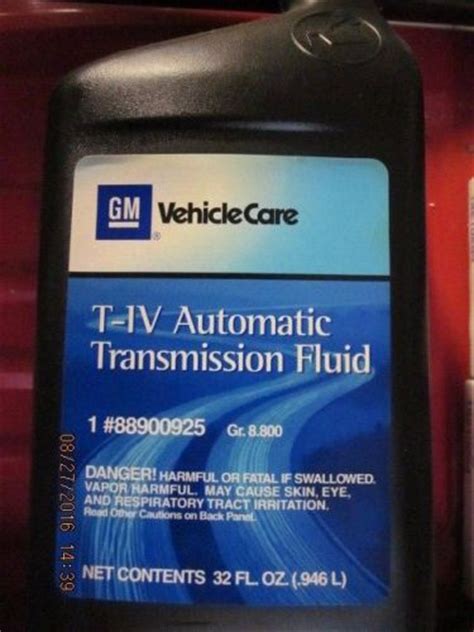 GM
VehicleCare
®
T-IV Automatic
Transmission Fluid
1 #88900925 Gr. 8.800
DANGER! HARMFUL OR FATAL IF SWALLOWED.
VAPOR HARMFUL. MAY CAUSE SKIN, EYE,
AND RESPIRATORY TRACT IRRITATION.
Read Other Cautions on Back Panel.
NET CONTENTS 32 FL. OZ. (.946 L)
08/27/2016 14:39